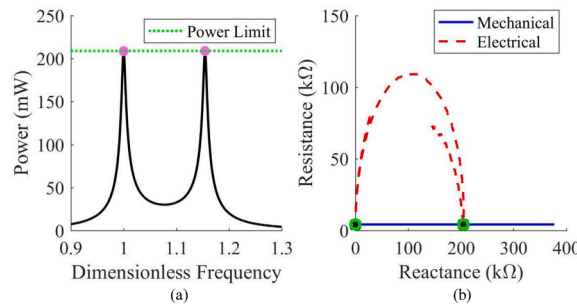 250
200
150
100
50
0
Power (mW)
Power Limit
0.9 1 1.1 1.2 1.3
Dimensionless Frequency
(a)
150
100
50
0
Resistance (kΩ)
Mechanical
Electrical
0 100 200 300 400
Reactance (kΩ)
(b)